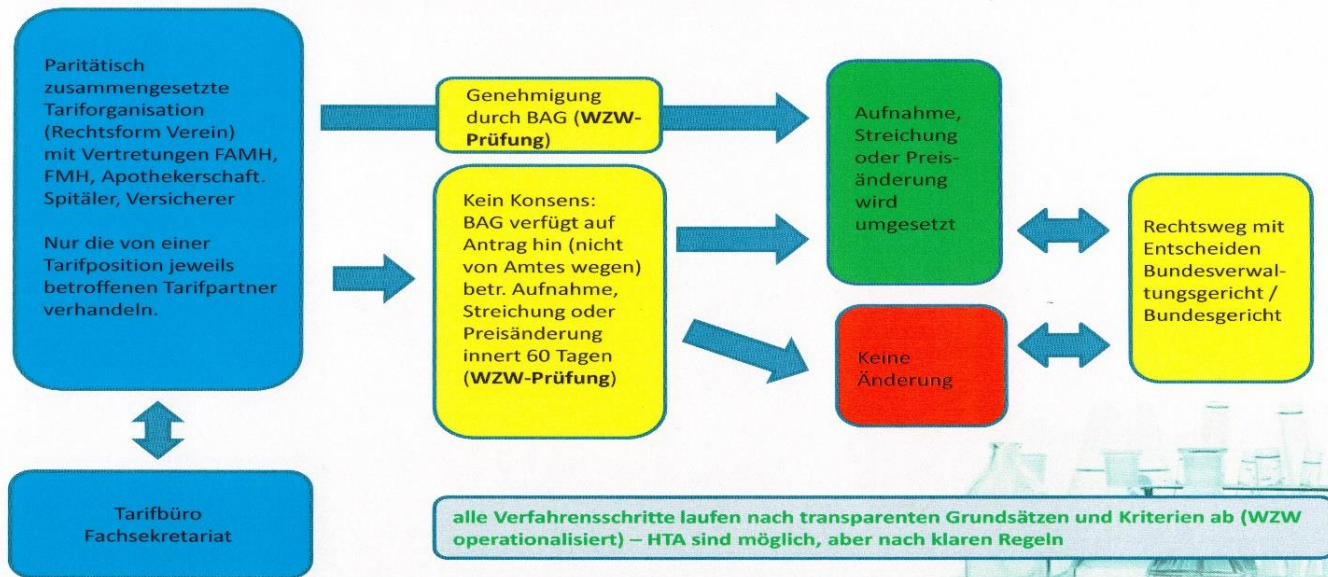 Paritätisch
zusammengesetzte
Tariforganisation
(Rechtsform Verein)
mit Vertretungen FAMH,
FMH, Apothekerschaft.
Spitäler, Versicherer
Nur die von einer
Tarifposition jeweils
betroffenen Tarifpartner
verhandeln.
Tarifbüro
Fachsekretariat
Genehmigung
durch BAG (WZW-
Prüfung)
Kein Konsens:
BAG verfügt auf
Antrag hin (nicht
von Amtes wegen)
betr. Aufnahme,
Streichung oder
Preisänderung
innert 60 Tagen
(WZW-Prüfung)
Aufnahme,
Streichung
oder Preis-
änderung
wird
umgesetzt
Keine
Änderung
Rechtsweg mit
Entscheiden
Bundesverwal-
tungsgericht /
Bundesgericht
alle Verfahrensschritte laufen nach transparenten Grundsätzen und Kriterien ab (WZW
operationalisiert) – HTA sind möglich, aber nach klaren Regeln